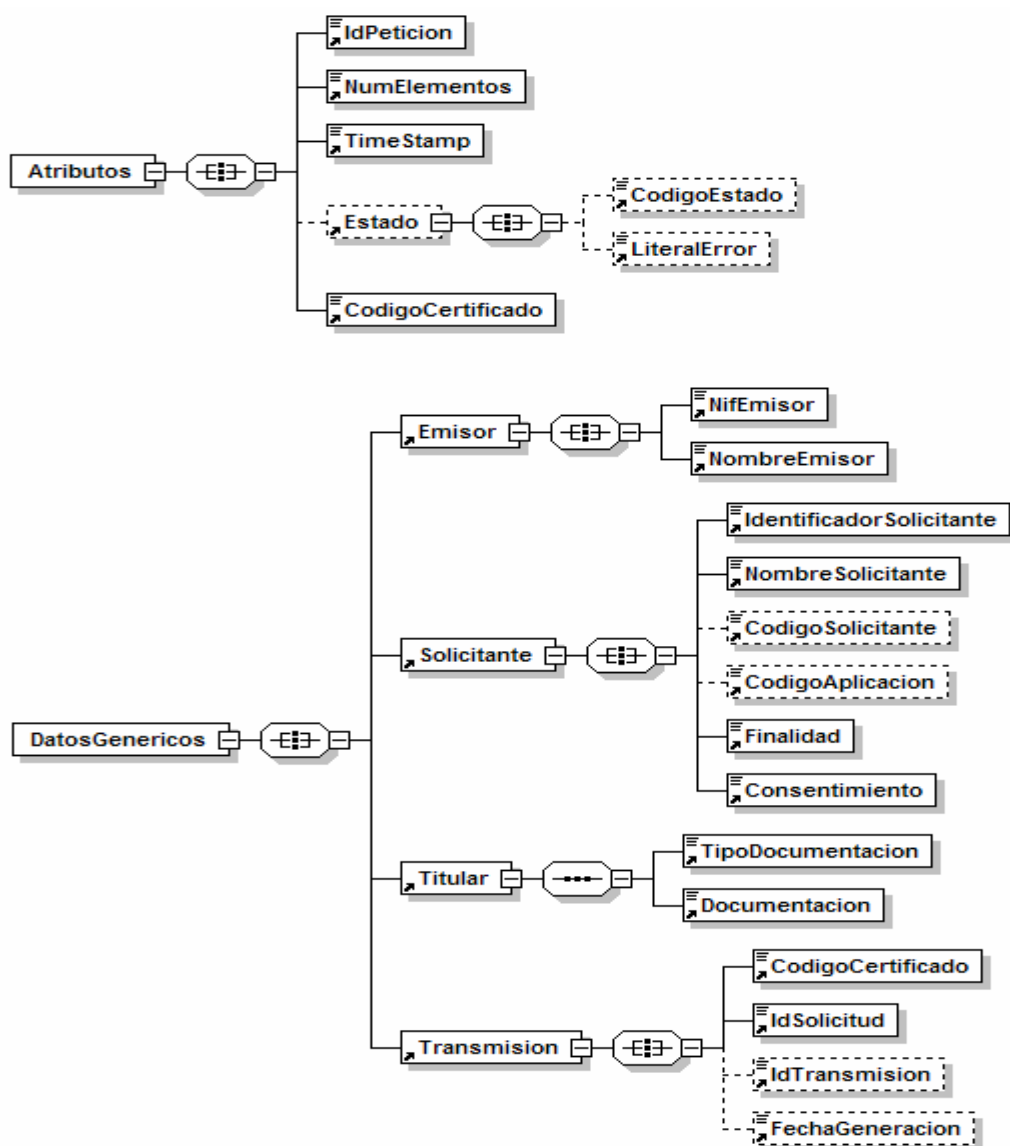 IdPeticion
NumElementos
TimeStamp
Atributos
CodigoEstado
Estado
LiteralError
CodigoCertificado
NifEmisor
Emisor
NombreEmisor
IdentificadorSolicitante
NombreSolicitante
CodigoSolicitante
Solicitante
CodigoAplicacion
DatosGenericos
Finalidad
Consentimiento
TipoDocumentacion
Titular
Documentacion
CodigoCertificado
IdSolicitud
Transmision
IdTransmision
FechaGeneracion